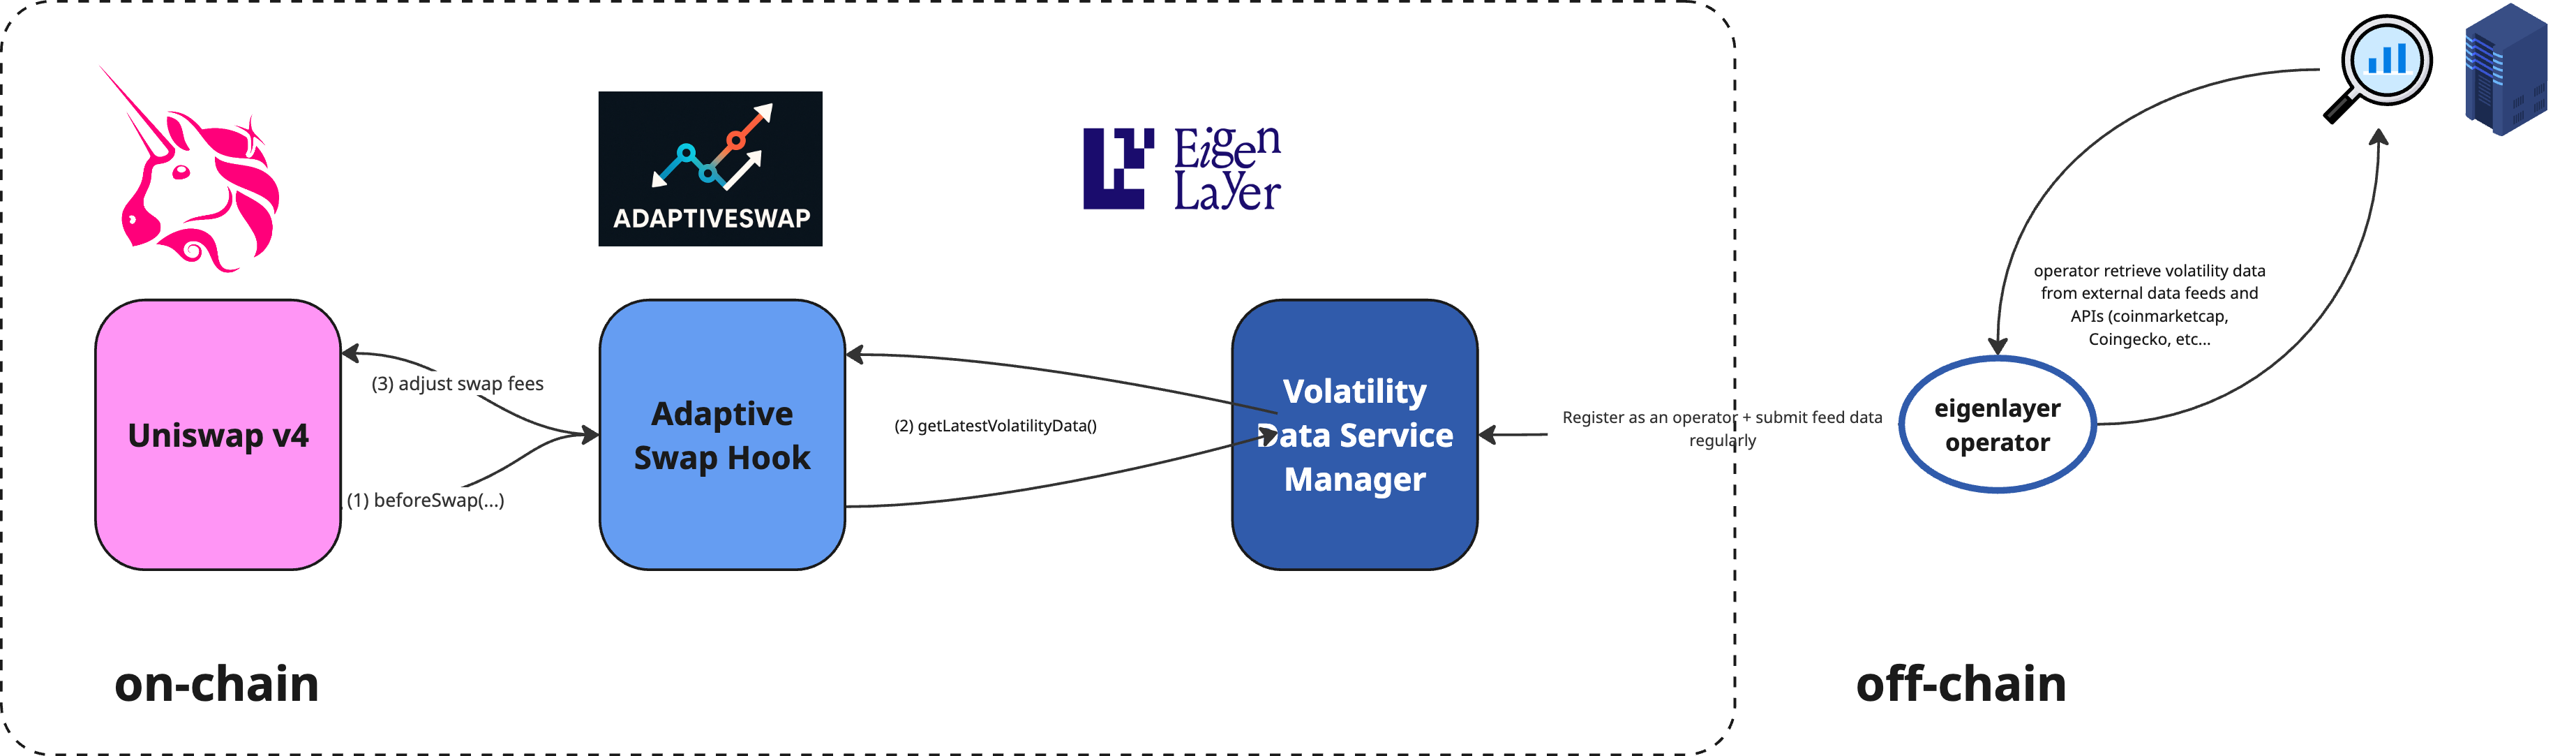 ADAPTIVESWAP
Eigen
Layer
Uniswap v4
(3) adjust swap fees
(1) beforeSwap(...)
Adaptive
Swap Hook
(2) getLatestVolatilityData()
Volatility
Data Service
Manager
Register as an operator + submit feed data
regularly
eigenlayer
operator
operator retrieve volatility data
from external data feeds and
APIs (coinmarketcap,
Coingecko, etc...
on-chain
off-chain